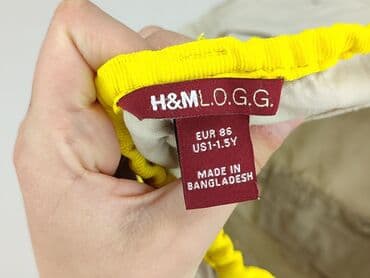 H&M L.O.G.G.
EUR 86
US1-1.5Y
MADE IN
BANGLADESH